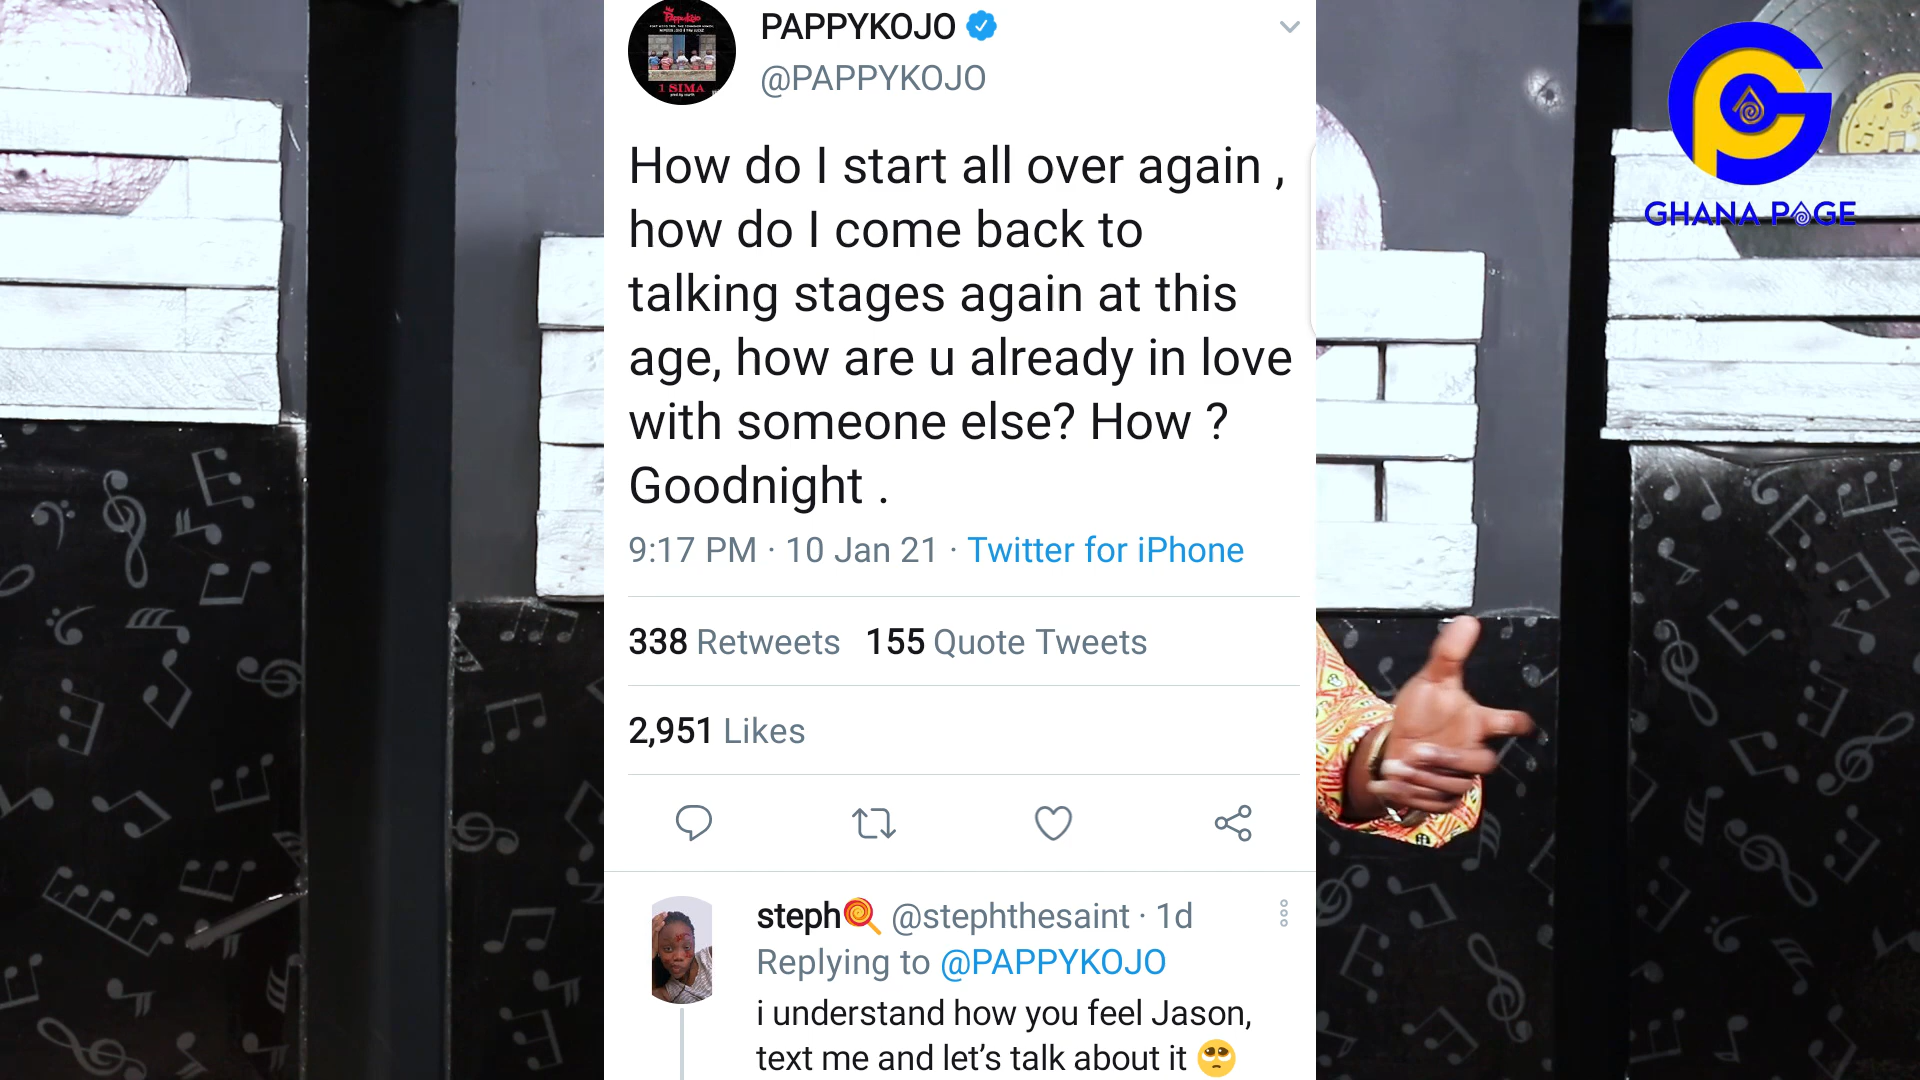 PAPPYKOJO
@PAPPYKOJO
How do I start all over again ,
how do I come back to
talking stages again at this
age, how are u already in love
with someone else? How ?
Goodnight .
9:17 PM · 10 Jan 21 · Twitter for iPhone
338 Retweets 155 Quote Tweets
2,951 Likes
steph🍭 @stephthesaint · 1d
Replying to @PAPPYKOJO
i understand how you feel Jason,
text me and let’s talk about it 🥺
GHANA PAGE
1 SIMA